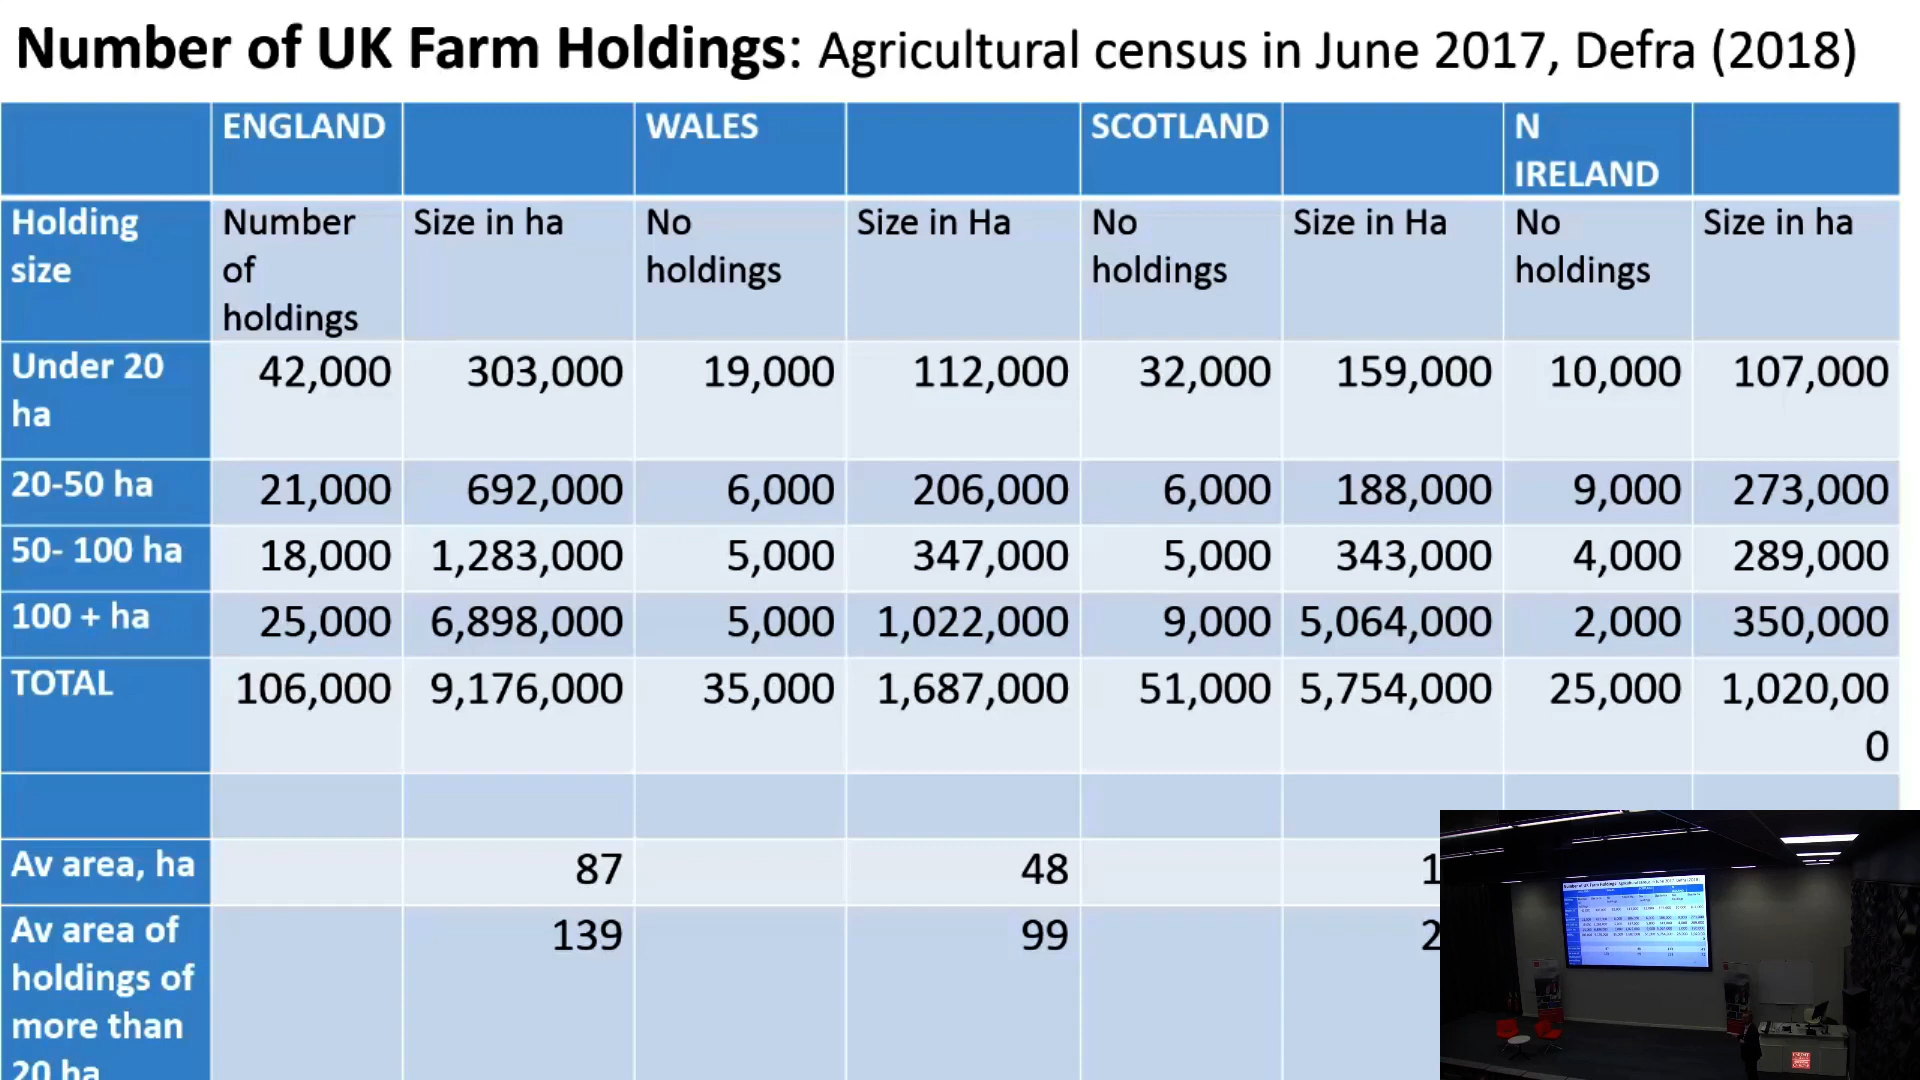 Number of UK Farm Holdings: Agricultural census in June 2017, Defra (2018)
ENGLAND WALES SCOTLAND N IRELAND
Holding size Number of holdings Size in ha No holdings Size in Ha No holdings Size in Ha No holdings Size in ha
Under 20 ha 42,000 303,000 19,000 112,000 32,000 159,000 10,000 107,000
20-50 ha 21,000 692,000 6,000 206,000 6,000 188,000 9,000 273,000
50- 100 ha 18,000 1,283,000 5,000 347,000 5,000 343,000 4,000 289,000
100 + ha 25,000 6,898,000 5,000 1,022,000 9,000 5,064,000 2,000 350,000
TOTAL 106,000 9,176,000 35,000 1,687,000 51,000 5,754,000 25,000 1,020,000
Av area, ha 87 48 1
Av area of holdings of more than 20 ha 139 99 2